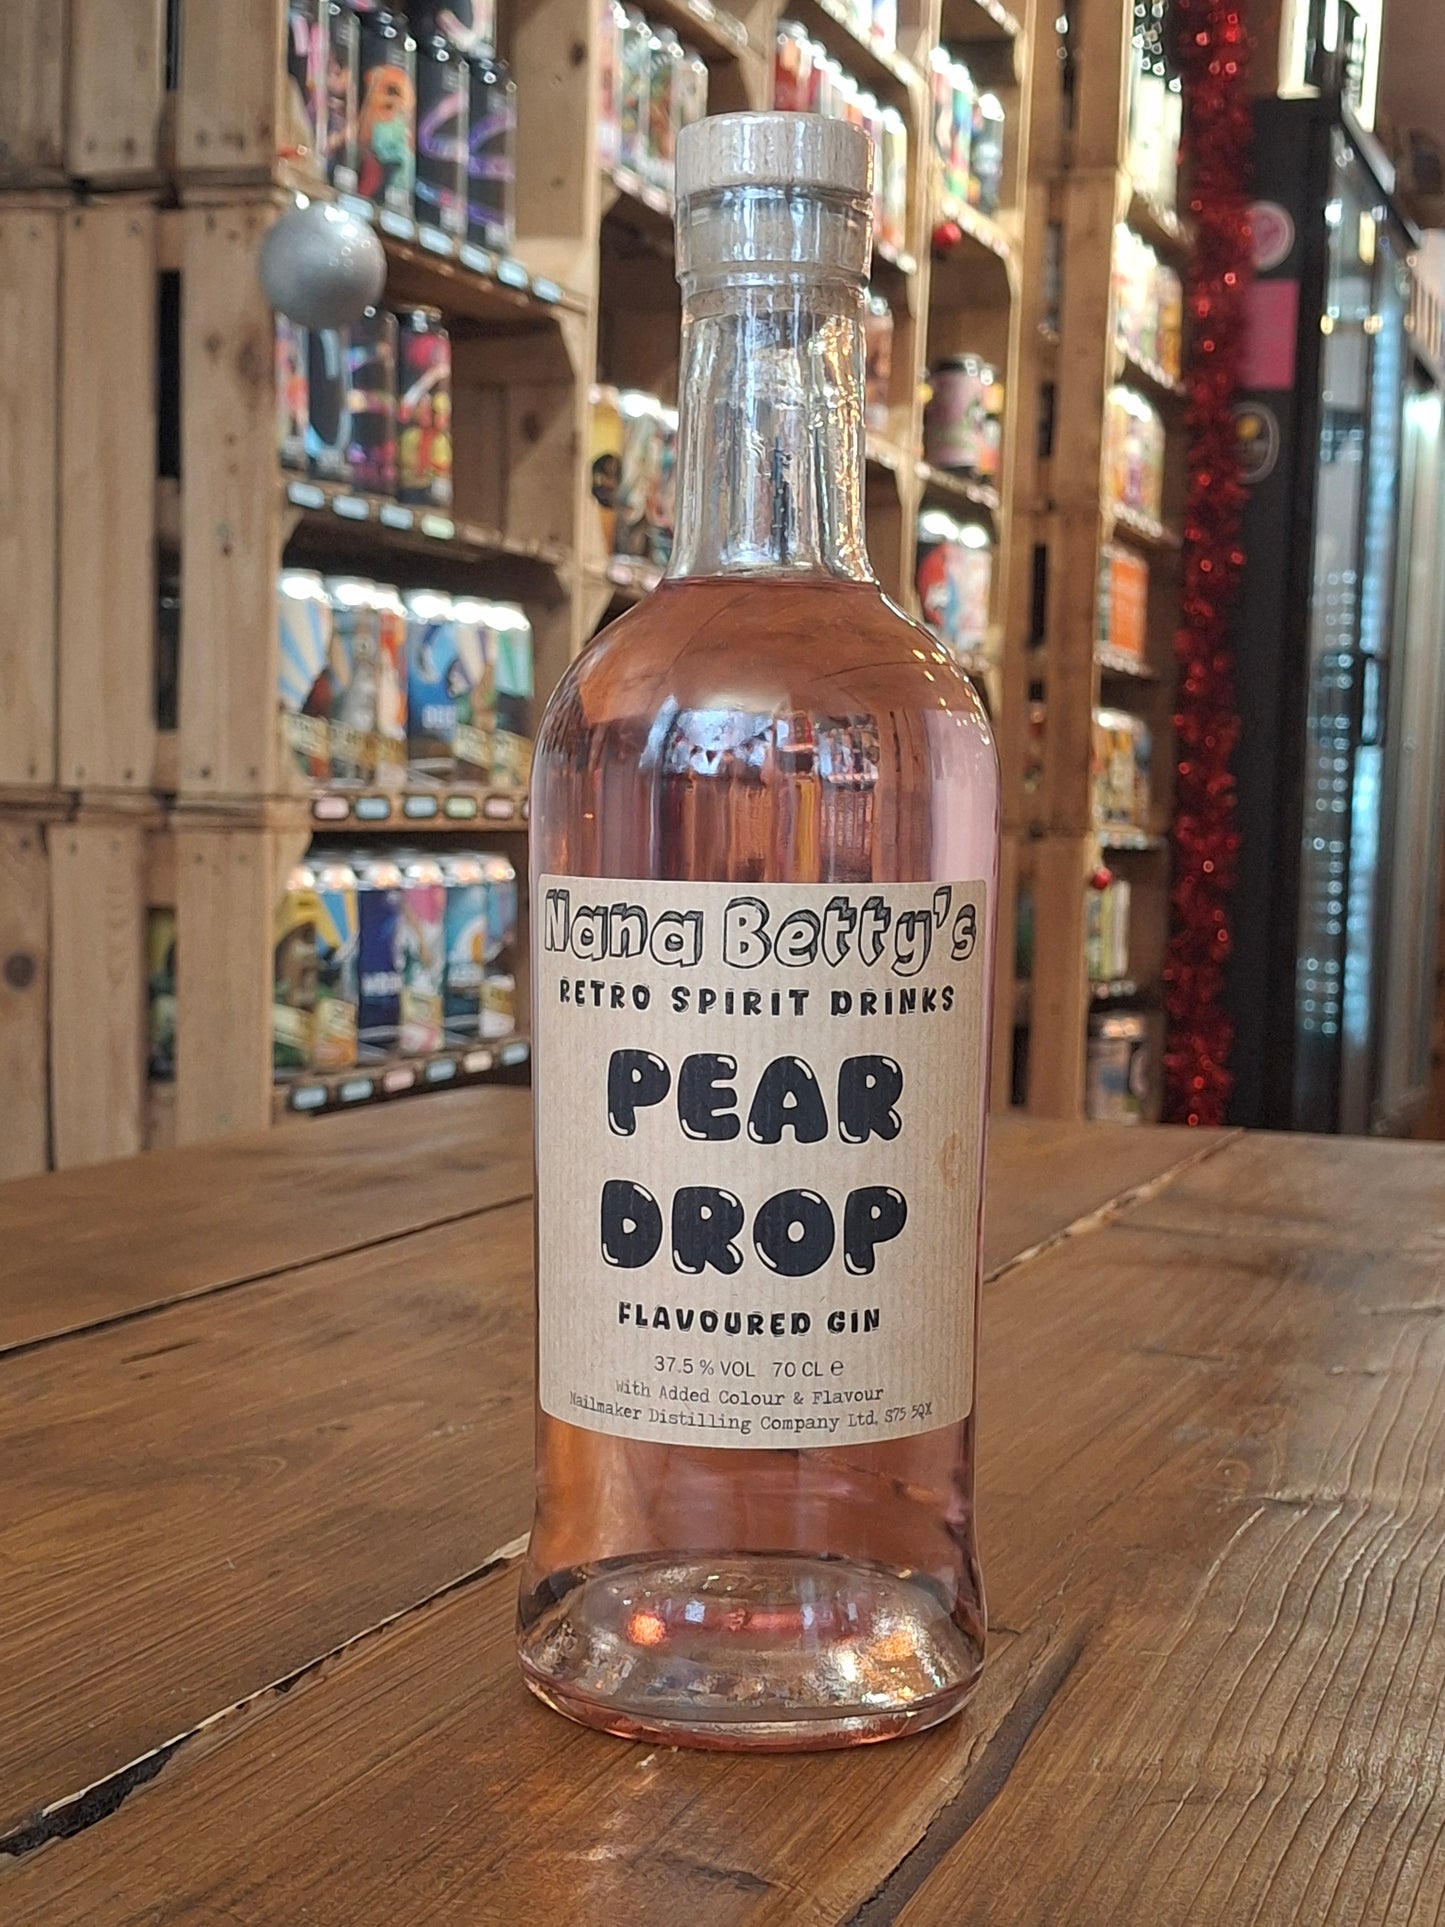 Nana Betty's
RETRO SPIRIT DRINKS
PEAR
DROP
FLAVOURED GIN
37.5 % VOL 70 CL ℮
With Added Colour & Flavour
Nailmaker Distilling Company Ltd. S75 5QX